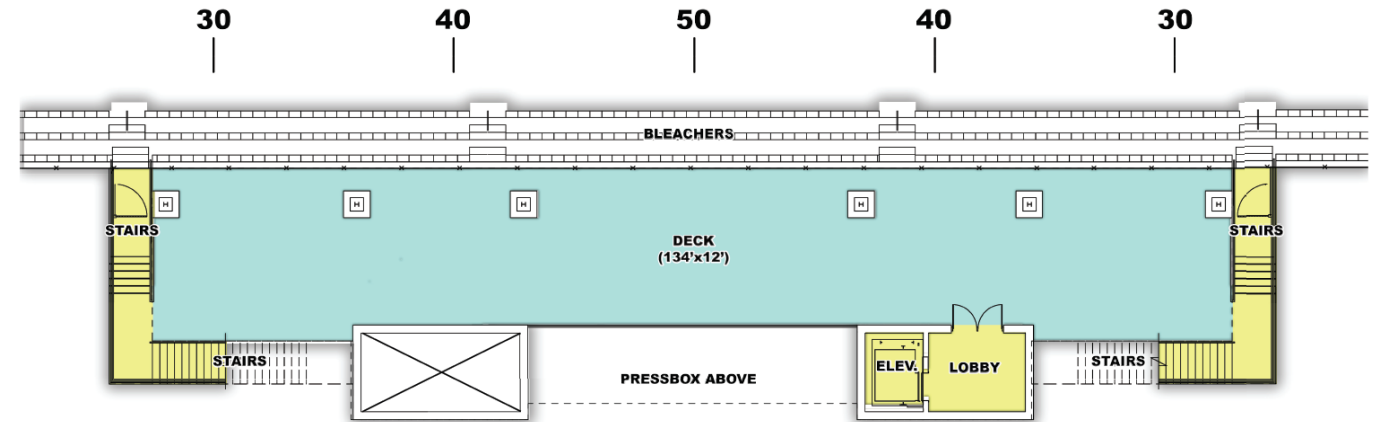 30 40 50 40 30
BLEACHERS
H H H H H H
STAIRS
STAIRS
DECK
(134'x12')
STAIRS
STAIRS
ELEV.
LOBBY
PRESSBOX ABOVE